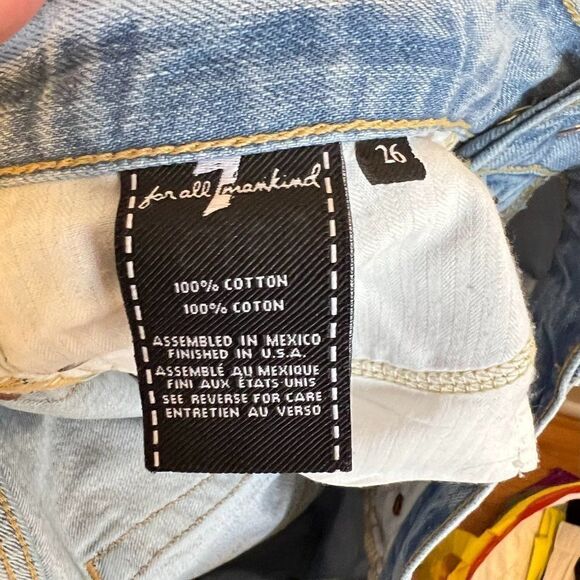 7
for all mankind
26
100% COTTON
100% COTON
ASSEMBLED IN MEXICO
FINISHED IN U.S.A.
ASSEMBLÉ AU MEXIQUE
FINI AUX ÉTATS-UNIS
SEE REVERSE FOR CARE
ENTRETIEN AU VERSO